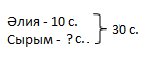 Әлия - 10 с.
Сырым - ? с..
30 с.